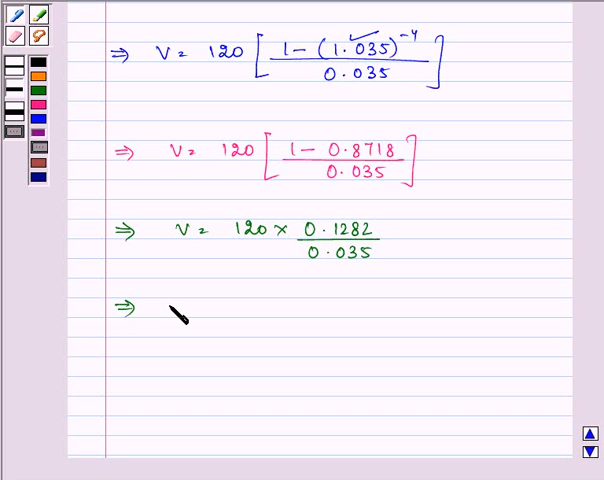 ⇒ V = 120 [ 1 - (1.035)^-4 / 0.035 ]
⇒ V = 120 [ 1 - 0.8718 / 0.035 ]
⇒ V = 120 × 0.1282 / 0.035
⇒